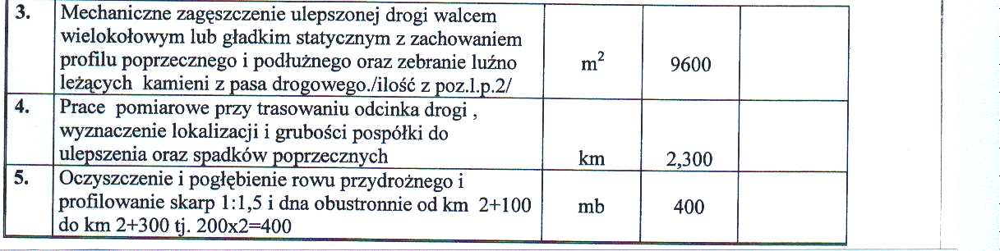 3. Mechaniczne zagęszczenie ulepszonej drogi walcem
wielokołowym lub gładkim statycznym z zachowaniem
profilu poprzecznego i podłużnego oraz zebranie luźno m² 9600
leżących kamieni z pasa drogowego./ilość z poz.l.p.2/
4. Prace pomiarowe przy trasowaniu odcinka drogi ,
wyznaczenie lokalizacji i grubości pospółki do
ulepszenia oraz spadków poprzecznych km 2,300
5. Oczyszczenie i pogłębienie rowu przydrożnego i
profilowanie skarp 1:1,5 i dna obustronnie od km 2+100 mb 400
do km 2+300 tj. 200x2=400